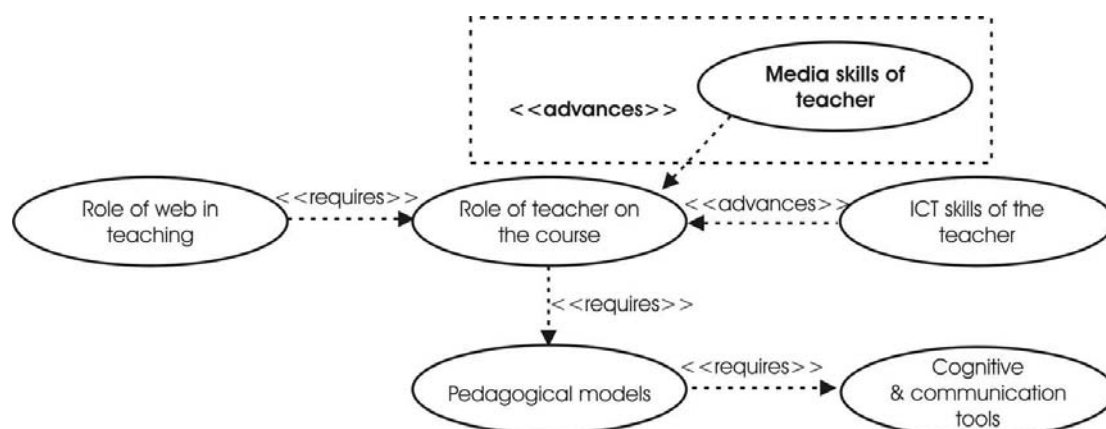 Media skills of
teacher
<<advances>>
Role of web in
teaching
<<requires>>
Role of teacher on
the course
<<advances>>
ICT skills of the
teacher
<<requires>>
Pedagogical models
<<requires>>
Cognitive
& communication
tools